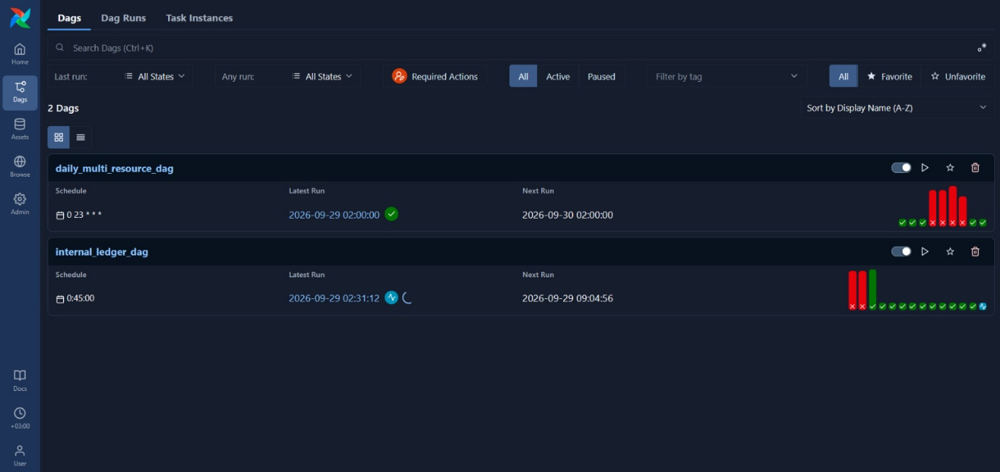 Dags Dag Runs Task Instances
Search Dags (Ctrl+K)
Last run: All States Any run: All States Required Actions All Active Paused Filter by tag All Favorite Unfavorite
2 Dags Sort by Display Name (A-Z)
daily_multi_resource_dag
Schedule Latest Run Next Run
0 23 * * * 2026-09-29 02:00:00 2026-09-30 02:00:00
internal_ledger_dag
Schedule Latest Run Next Run
0:45:00 2026-09-29 02:31:12 2026-09-29 09:04:56
Home
Dags
Assets
Browse
Admin
Docs
+03:00
User